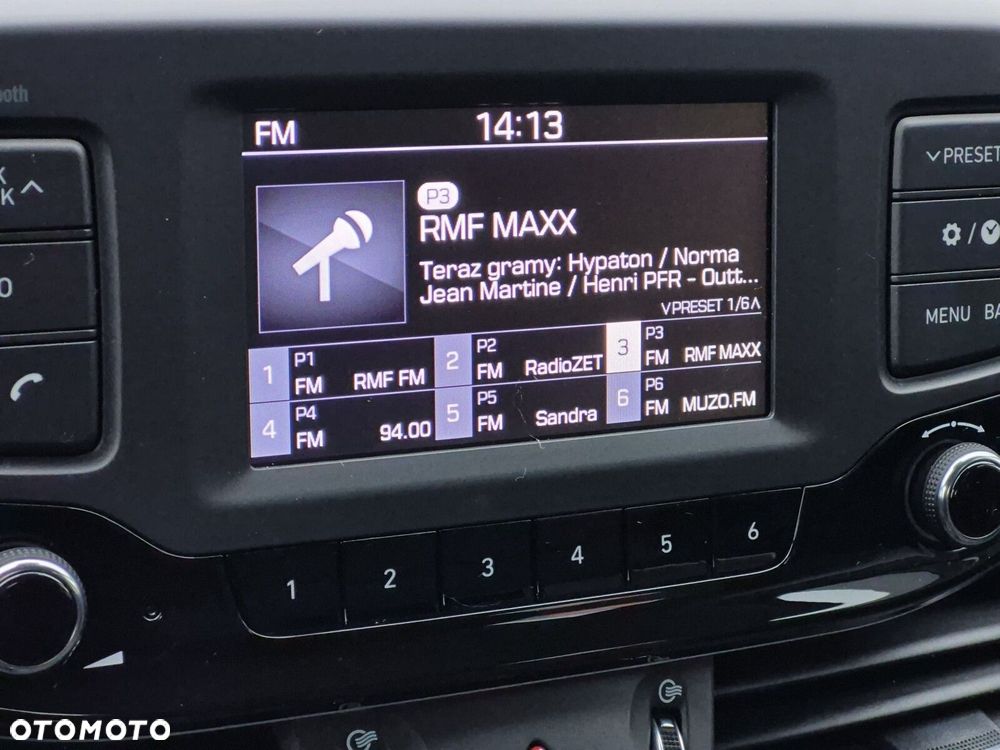 FM 14:13
P3
RMF MAXX
Teraz gramy: Hypaton / Norma
Jean Martine / Henri PFR - Outt...
PRESET 1/6
1 P1 FM RMF FM
2 P2 FM RadioZET
3 P3 FM RMF MAXX
4 P4 FM 94.00
5 P5 FM Sandra
6 P6 FM MUZO.FM
PRESET
/
MENU
1 2 3 4 5 6
OTOMOTO